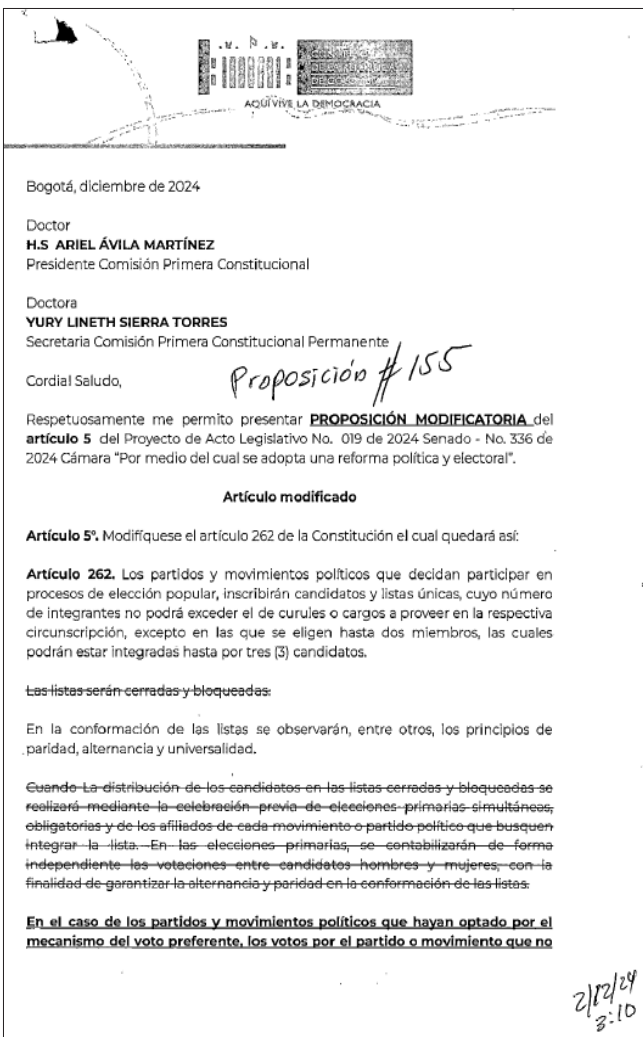 AQUÍ VIVE LA DEMOCRACIA
Bogotá, diciembre de 2024
Doctor
H.S ARIEL ÁVILA MARTÍNEZ
Presidente Comisión Primera Constitucional
Doctora
YURY LINETH SIERRA TORRES
Secretaria Comisión Primera Constitucional Permanente
Proposición # 155
Cordial Saludo,
Respetuosamente me permito presentar PROPOSICIÓN MODIFICATORIA del
artículo 5 del Proyecto de Acto Legislativo No. 019 de 2024 Senado - No. 336 de
2024 Cámara “Por medio del cual se adopta una reforma política y electoral”.
Artículo modificado
Artículo 5º. Modifíquese el artículo 262 de la Constitución el cual quedará así:
Artículo 262. Los partidos y movimientos políticos que decidan participar en
procesos de elección popular, inscribirán candidatos y listas únicas, cuyo número
de integrantes no podrá exceder el de curules o cargos a proveer en la respectiva
circunscripción, excepto en las que se eligen hasta dos miembros, las cuales
podrán estar integradas hasta por tres (3) candidatos.
Las listas serán cerradas y bloqueadas.
En la conformación de las listas se observarán, entre otros, los principios de
paridad, alternancia y universalidad.
Cuando La distribución de los candidatos en las listas cerradas y bloqueadas se
realizará mediante la celebración previa de elecciones primarias simultáneas,
obligatorias y de los afiliados de cada movimiento o partido político que busquen
integrar la lista. En las elecciones primarias, se contabilizarán de forma
independiente las votaciones entre candidatos hombres y mujeres, con la
finalidad de garantizar la alternancia y paridad en la conformación de las listas.
En el caso de los partidos y movimientos políticos que hayan optado por el
mecanismo del voto preferente, los votos por el partido o movimiento que no
2/12/24
3:10